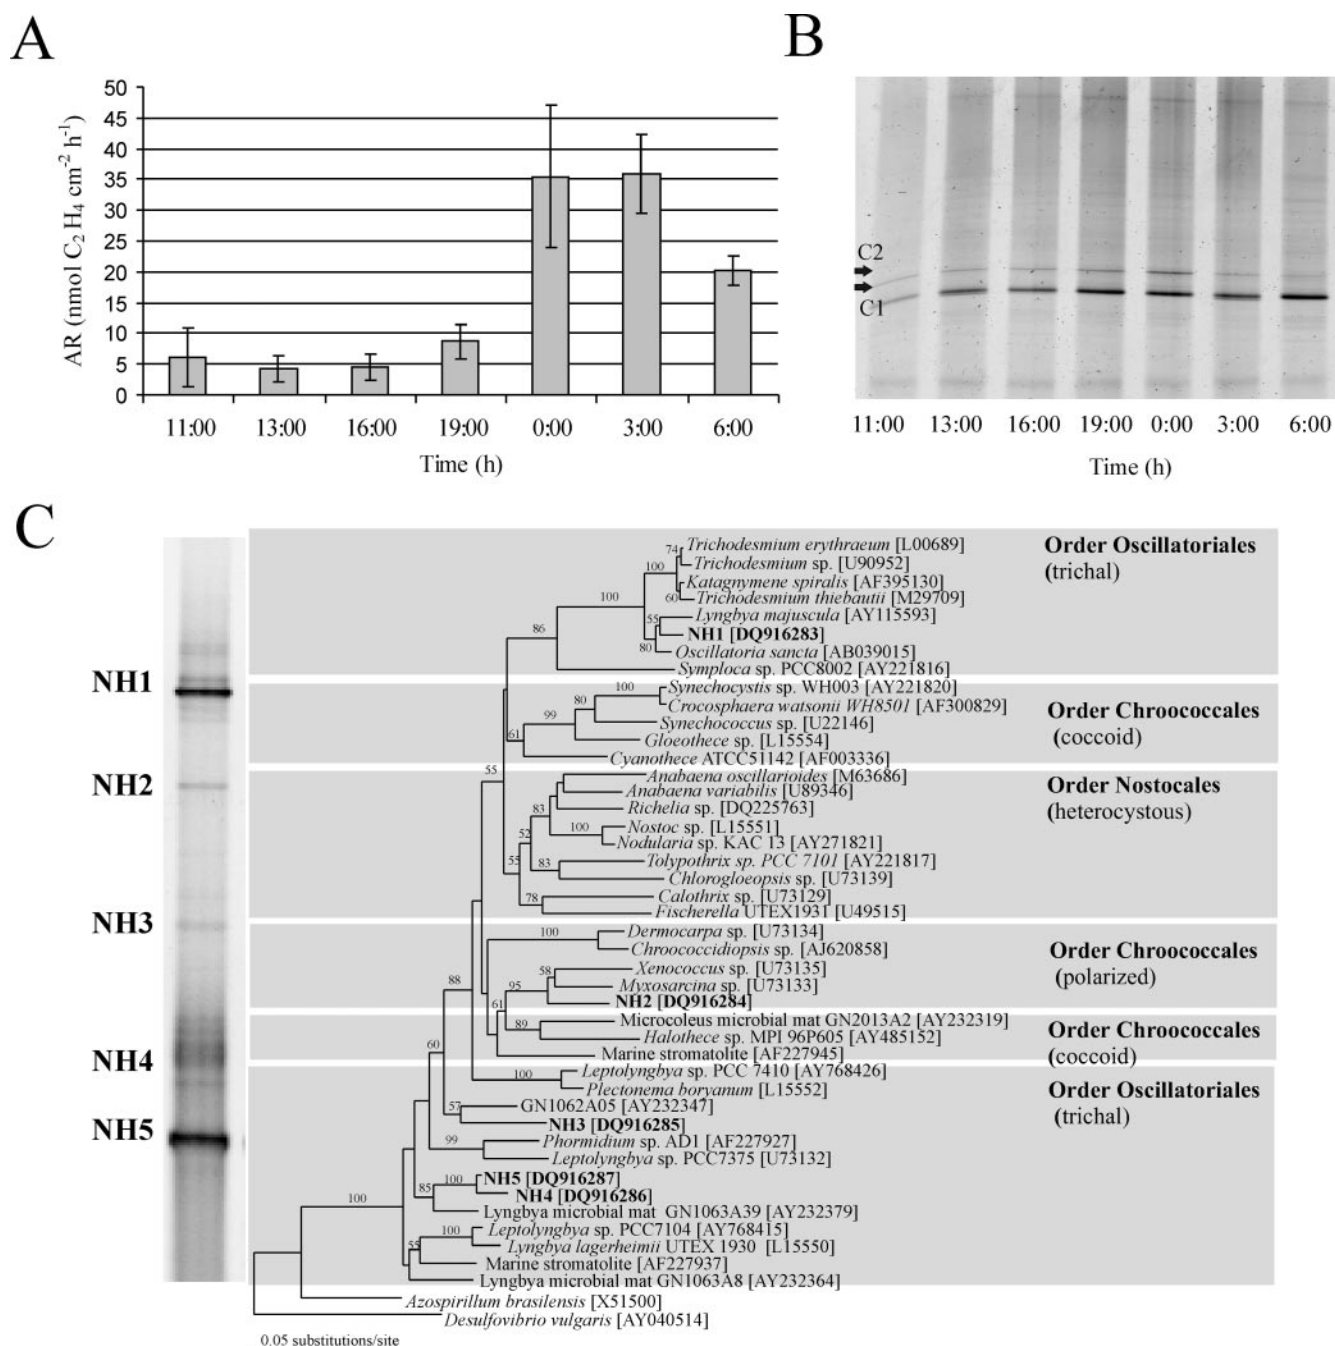 A
AR (nmol C2 H4 cm-2 h-1)
50
45
40
35
30
25
20
15
10
5
0
11:00 13:00 16:00 19:00 0:00 3:00 6:00
Time (h)
B
C2
C1
11:00 13:00 16:00 19:00 0:00 3:00 6:00
Time (h)
C
NH1
NH2
NH3
NH4
NH5
Order Oscillatoriales
(trichal)
74
Trichodesmium erythraeum [L00689]
Trichodesmium sp. [U90952]
100
Katagnymene spiralis [AF395130]
60
Trichodesmium thiebautii [M29709]
100
Lyngbya majuscula [AY115593]
55
NH1 [DQ916283]
86
80
Oscillatoria sancta [AB039015]
Symploca sp. PCC8002 [AY221816]
Order Chroococcales
(coccoid)
100
Synechocystis sp. WH003 [AY221820]
Crocosphaera watsonii WH8501 [AF300829]
80
99
Synechococcus sp. [U22146]
61
Gloeothece sp. [L15554]
Cyanothece ATCC51142 [AF003336]
55
Order Nostocales
(heterocystous)
Anabaena oscillarioides [M63686]
Anabaena variabilis [U89346]
83
Richelia sp. [DQ225763]
52
100
Nostoc sp. [L15551]
Nodularia sp. KAC 13 [AY271821]
55
83
Tolypothrix sp. PCC 7101 [AY221817]
Chlorogloeopsis sp. [U73139]
78
Calothrix sp. [U73129]
Fischerella UTEX1931 [U49515]
Order Chroococcales
(polarized)
100
Dermocarpa sp. [U73134]
Chroococcidiopsis sp. [AJ620858]
58
Xenococcus sp. [U73135]
88
95
Myxosarcina sp. [U73133]
61
NH2 [DQ916284]
Order Chroococcales
(coccoid)
89
Microcoleus microbial mat GN2013A2 [AY232319]
Halothece sp. MPI 96P605 [AY485152]
60
Marine stromatolite [AF227945]
Order Oscillatoriales
(trichal)
100
Leptolyngbya sp. PCC 7410 [AY768426]
Plectonema boryanum [L15552]
57
GN1062A05 [AY232347]
NH3 [DQ916285]
99
Phormidium sp. AD1 [AF227927]
Leptolyngbya sp. PCC7375 [U73132]
100
NH5 [DQ916287]
85
NH4 [DQ916286]
100
Lyngbya microbial mat GN1063A39 [AY232379]
100
Leptolyngbya sp. PCC7104 [AY768415]
55
Lyngbya lagerheimii UTEX 1930 [L15550]
Marine stromatolite [AF227937]
Lyngbya microbial mat GN1063A8 [AY232364]
Azospirillum brasilensis [X51500]
Desulfovibrio vulgaris [AY040514]
0.05 substitutions/site